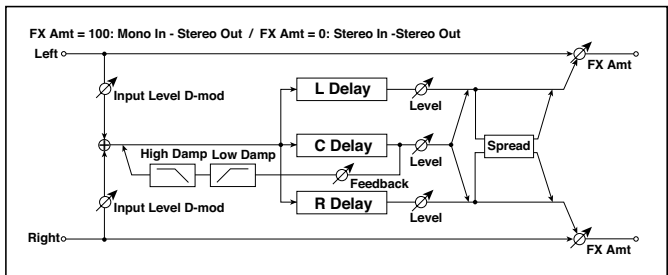 FX Amt = 100: Mono In - Stereo Out / FX Amt = 0: Stereo In -Stereo Out
Left
FX Amt
Input Level D-mod
L Delay
Level
High Damp
Low Damp
C Delay
Level
Spread
Feedback
Input Level D-mod
R Delay
Level
Right
FX Amt